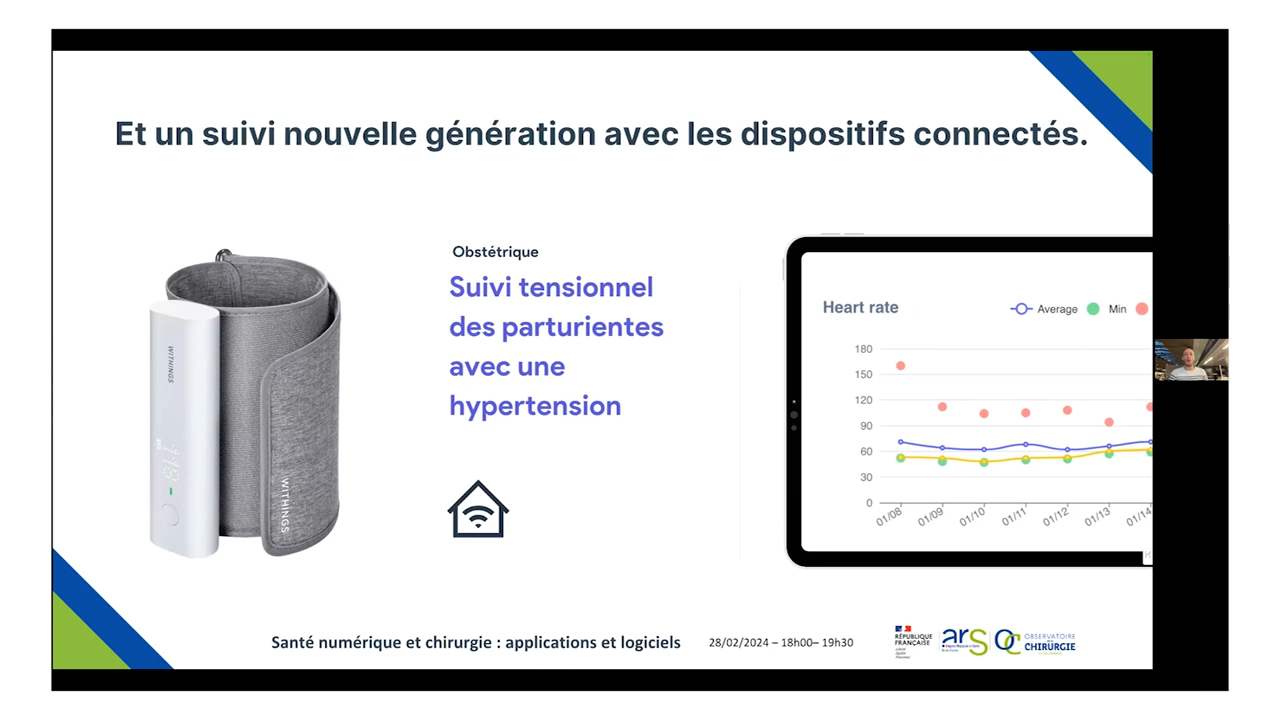 Et un suivi nouvelle génération avec les dispositifs connectés.
Obstétrique
Suivi tensionnel
des parturientes
avec une
hypertension
WITHINGS
118
WITHINGS
Heart rate
Average
Min
180
150
120
90
60
30
0
01/08
01/09
01/10
01/11
01/12
01/13
01/14
Santé numérique et chirurgie : applications et logiciels
28/02/2024 – 18h00– 19h30
RÉPUBLIQUE
FRANÇAISE
arS
OC
OBSERVATOIRE
CHIRURGIE